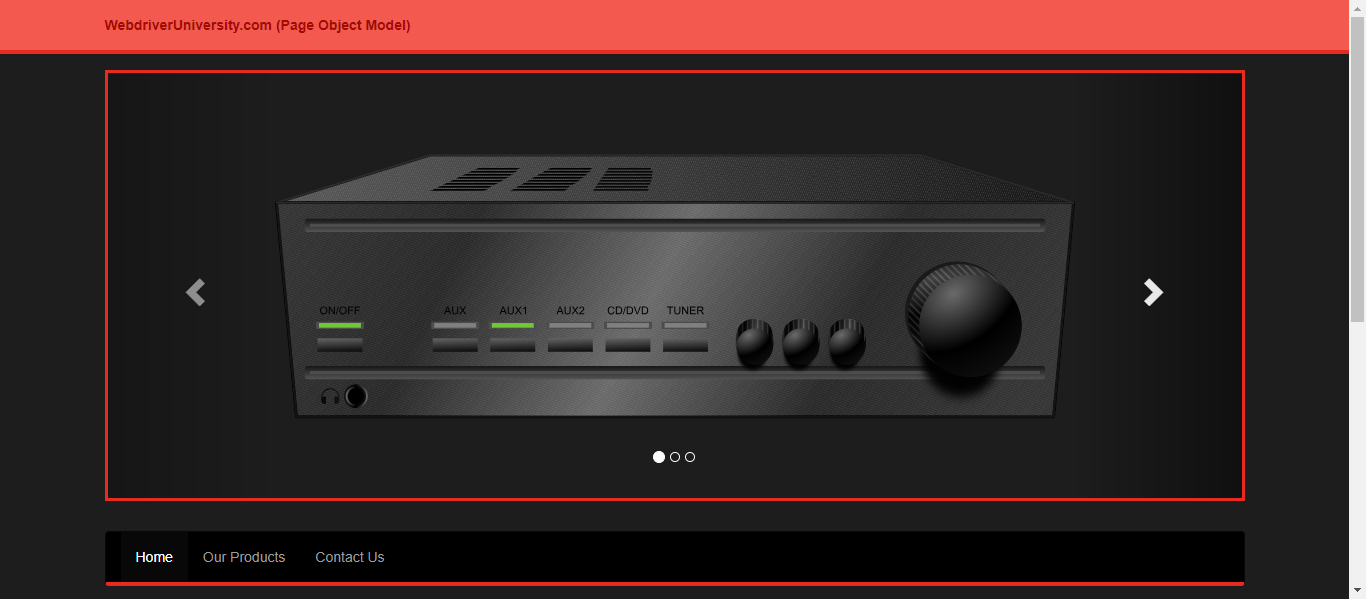 WebdriverUniversity.com (Page Object Model)
ON/OFF AUX AUX1 AUX2 CD/DVD TUNER
Home Our Products Contact Us